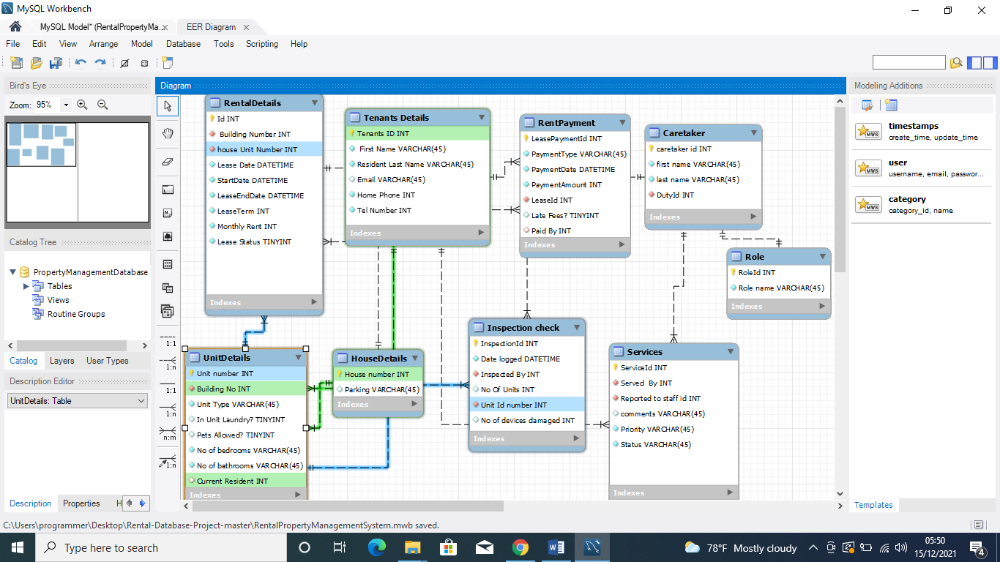 MySQL Workbench
MySQL Model* (RentalPropertyMa... EER Diagram
File Edit View Arrange Model Database Tools Scripting Help
Bird's Eye
Zoom: 95%
Catalog Tree
PropertyManagementDatabase
Tables
Views
Routine Groups
Catalog Layers User Types
Description Editor
UnitDetails: Table
Description Properties H
1:1
1:n
1:1
1:n
n:m
1:n
Diagram
RentalDetails
Id INT
Building Number INT
house Unit Number INT
Lease Date DATETIME
StartDate DATETIME
LeaseEndDate DATETIME
LeaseTerm INT
Monthly Rent INT
Lease Status TINYINT
Indexes
Tenants Details
Tenants ID INT
First Name VARCHAR(45)
Resident Last Name VARCHAR(45)
Email VARCHAR(45)
Home Phone INT
Tel Number INT
Indexes
RentPayment
LeasePaymentId INT
PaymentType VARCHAR(45)
PaymentDate DATETIME
PaymentAmount INT
LeaseId INT
Late Fees? TINYINT
Paid By INT
Indexes
Caretaker
caretaker id INT
first name VARCHAR(45)
last name VARCHAR(45)
DutyId INT
Indexes
Role
RoleId INT
Role name VARCHAR(45)
Indexes
UnitDetails
Unit number INT
Building No INT
Unit Type VARCHAR(45)
In Unit Laundry? TINYINT
Pets Allowed? TINYINT
No of bedrooms VARCHAR(45)
No of bathrooms VARCHAR(45)
Current Resident INT
Indexes
HouseDetails
House number INT
Parking VARCHAR(45)
Indexes
Inspection check
InspectionId INT
Date logged DATETIME
Inspected By INT
No Of Units INT
Unit Id number INT
No of devices damaged INT
Indexes
Services
ServiceId INT
Served By INT
Reported to staff id INT
comments VARCHAR(45)
Priority VARCHAR(45)
Status VARCHAR(45)
Indexes
Modeling Additions
MWB
timestamps
create_time, update_time
MWB
user
username, email, passwor...
MWB
category
category_id, name
Templates
C:\Users\programmer\Desktop\Rental-Database-Project-master\RentalPropertyManagementSystem.mwb saved.
Type here to search
78°F Mostly cloudy
05:50
15/12/2021
4